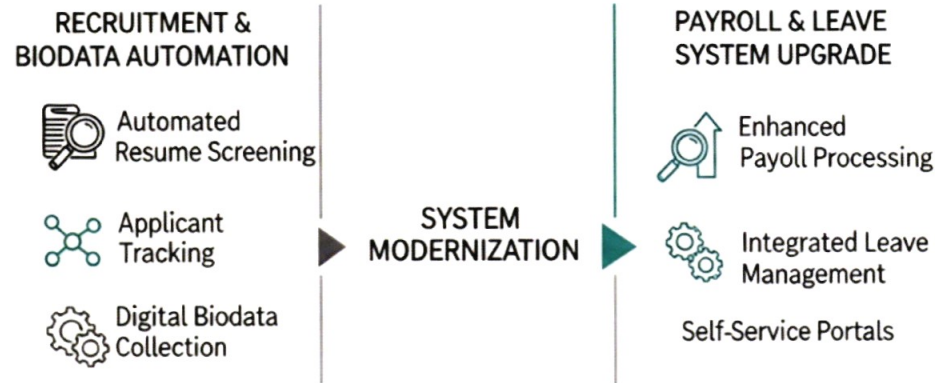 RECRUITMENT &
BIODATA AUTOMATION
Automated
Resume Screening
Applicant
Tracking
Digital Biodata
Collection
SYSTEM
MODERNIZATION
PAYROLL & LEAVE
SYSTEM UPGRADE
Enhanced
Payoll Processing
Integrated Leave
Management
Self-Service Portals